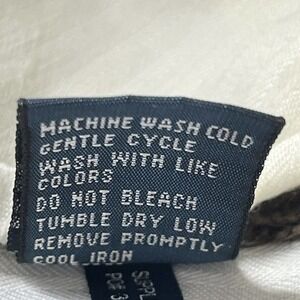 MACHINE WASH COLD
GENTLE CYCLE
WASH WITH LIKE
COLORS
DO NOT BLEACH
TUMBLE DRY LOW
REMOVE PROMPTLY
COOL IRON